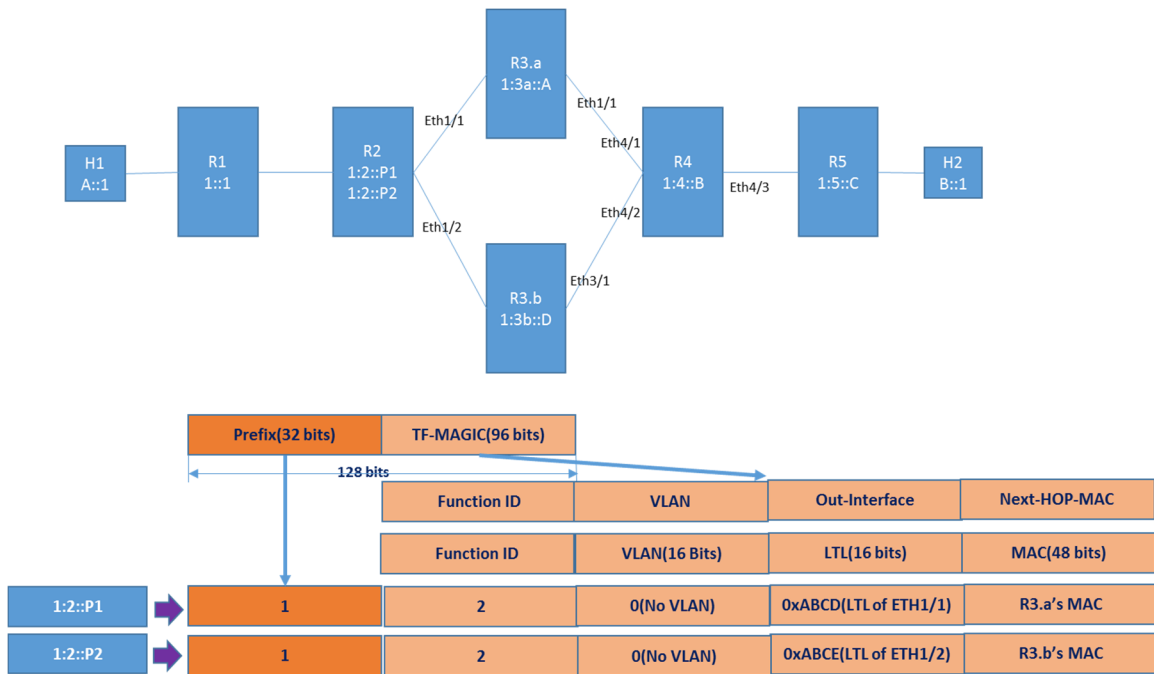 R3.a
1:3a::A
Eth1/1
Eth1/1
Eth4/1
H1
A::1
R1
1::1
R2
1:2::P1
1:2::P2
R4
1:4::B
Eth4/3
R5
1:5::C
H2
B::1
Eth1/2
Eth4/2
Eth3/1
R3.b
1:3b::D
Prefix(32 bits) TF-MAGIC(96 bits)
128 bits
Function ID VLAN Out-Interface Next-HOP-MAC
Function ID VLAN(16 Bits) LTL(16 bits) MAC(48 bits)
1:2::P1 1 2 0(No VLAN) 0xABCD(LTL of ETH1/1) R3.a's MAC
1:2::P2 1 2 0(No VLAN) 0xABCE(LTL of ETH1/2) R3.b's MAC